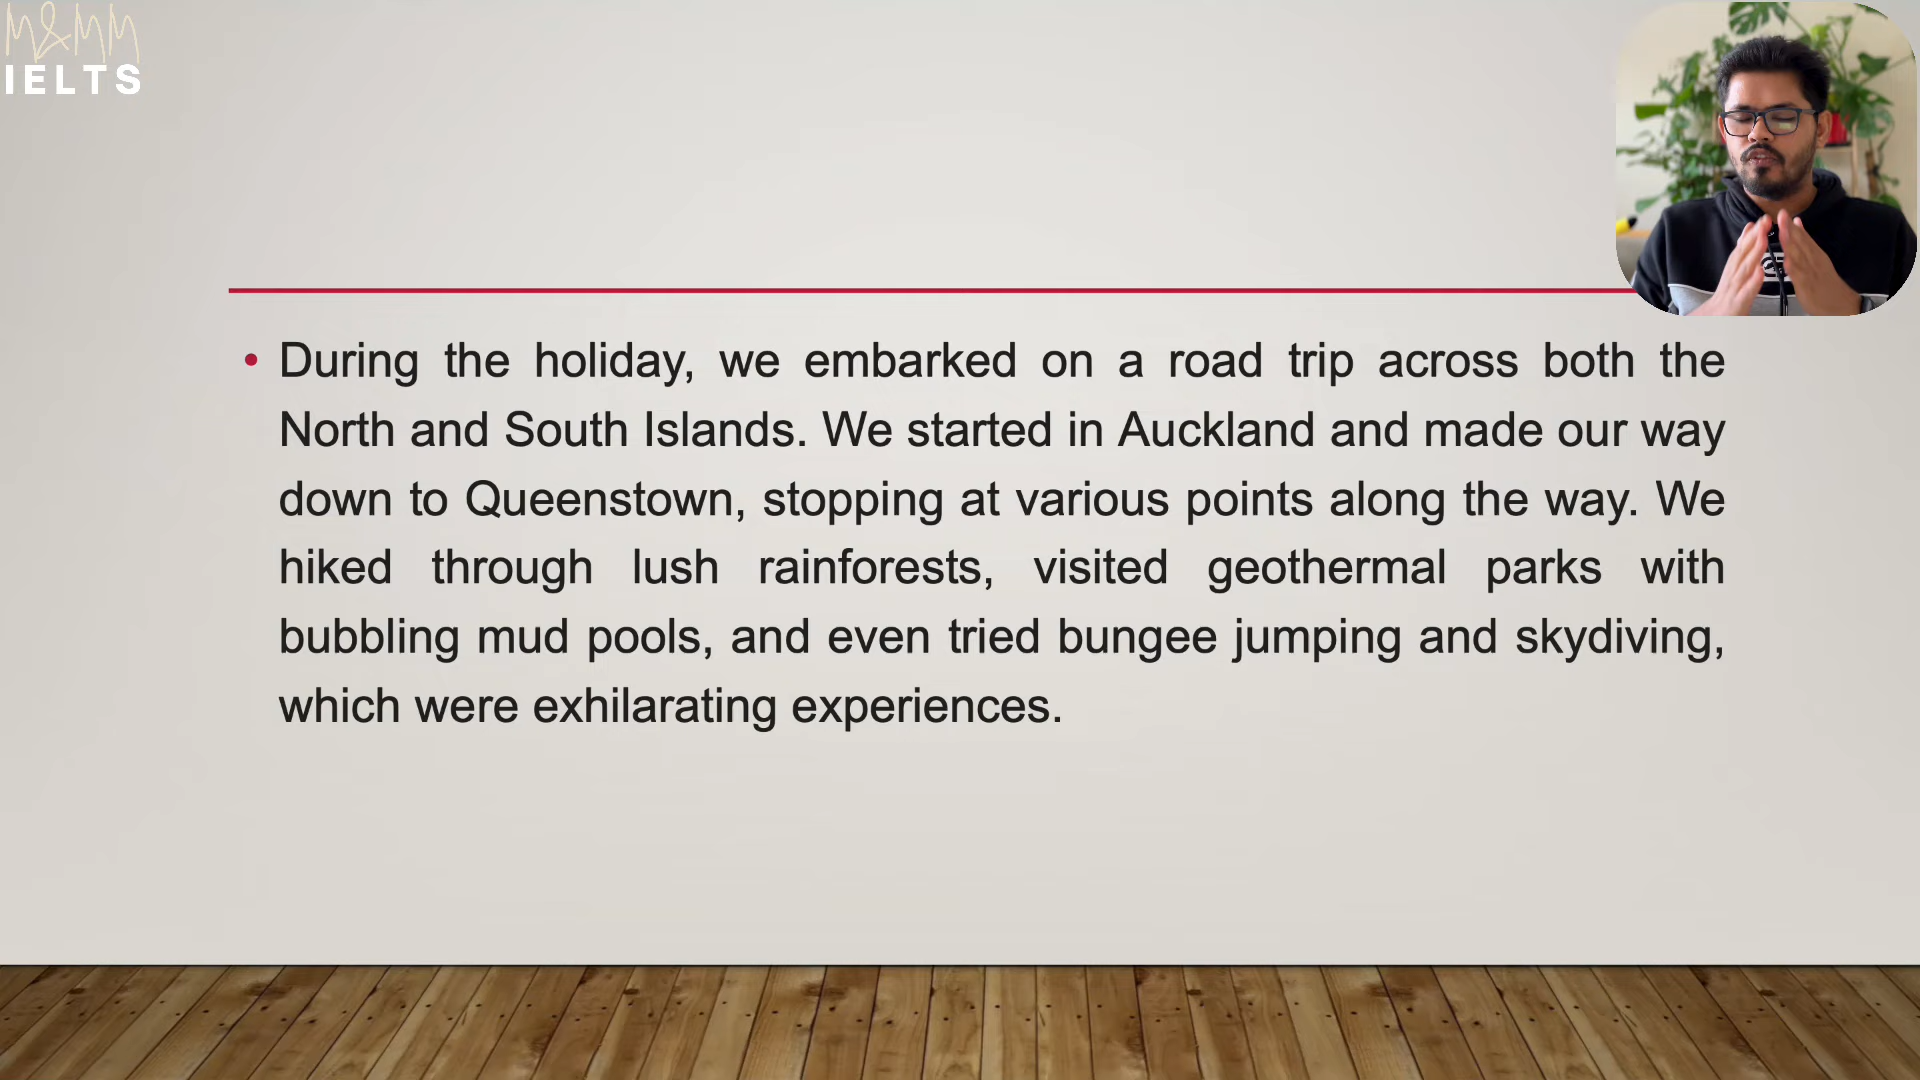 M&MM
IELTS
• During the holiday, we embarked on a road trip across both the
North and South Islands. We started in Auckland and made our way
down to Queenstown, stopping at various points along the way. We
hiked through lush rainforests, visited geothermal parks with
bubbling mud pools, and even tried bungee jumping and skydiving,
which were exhilarating experiences.